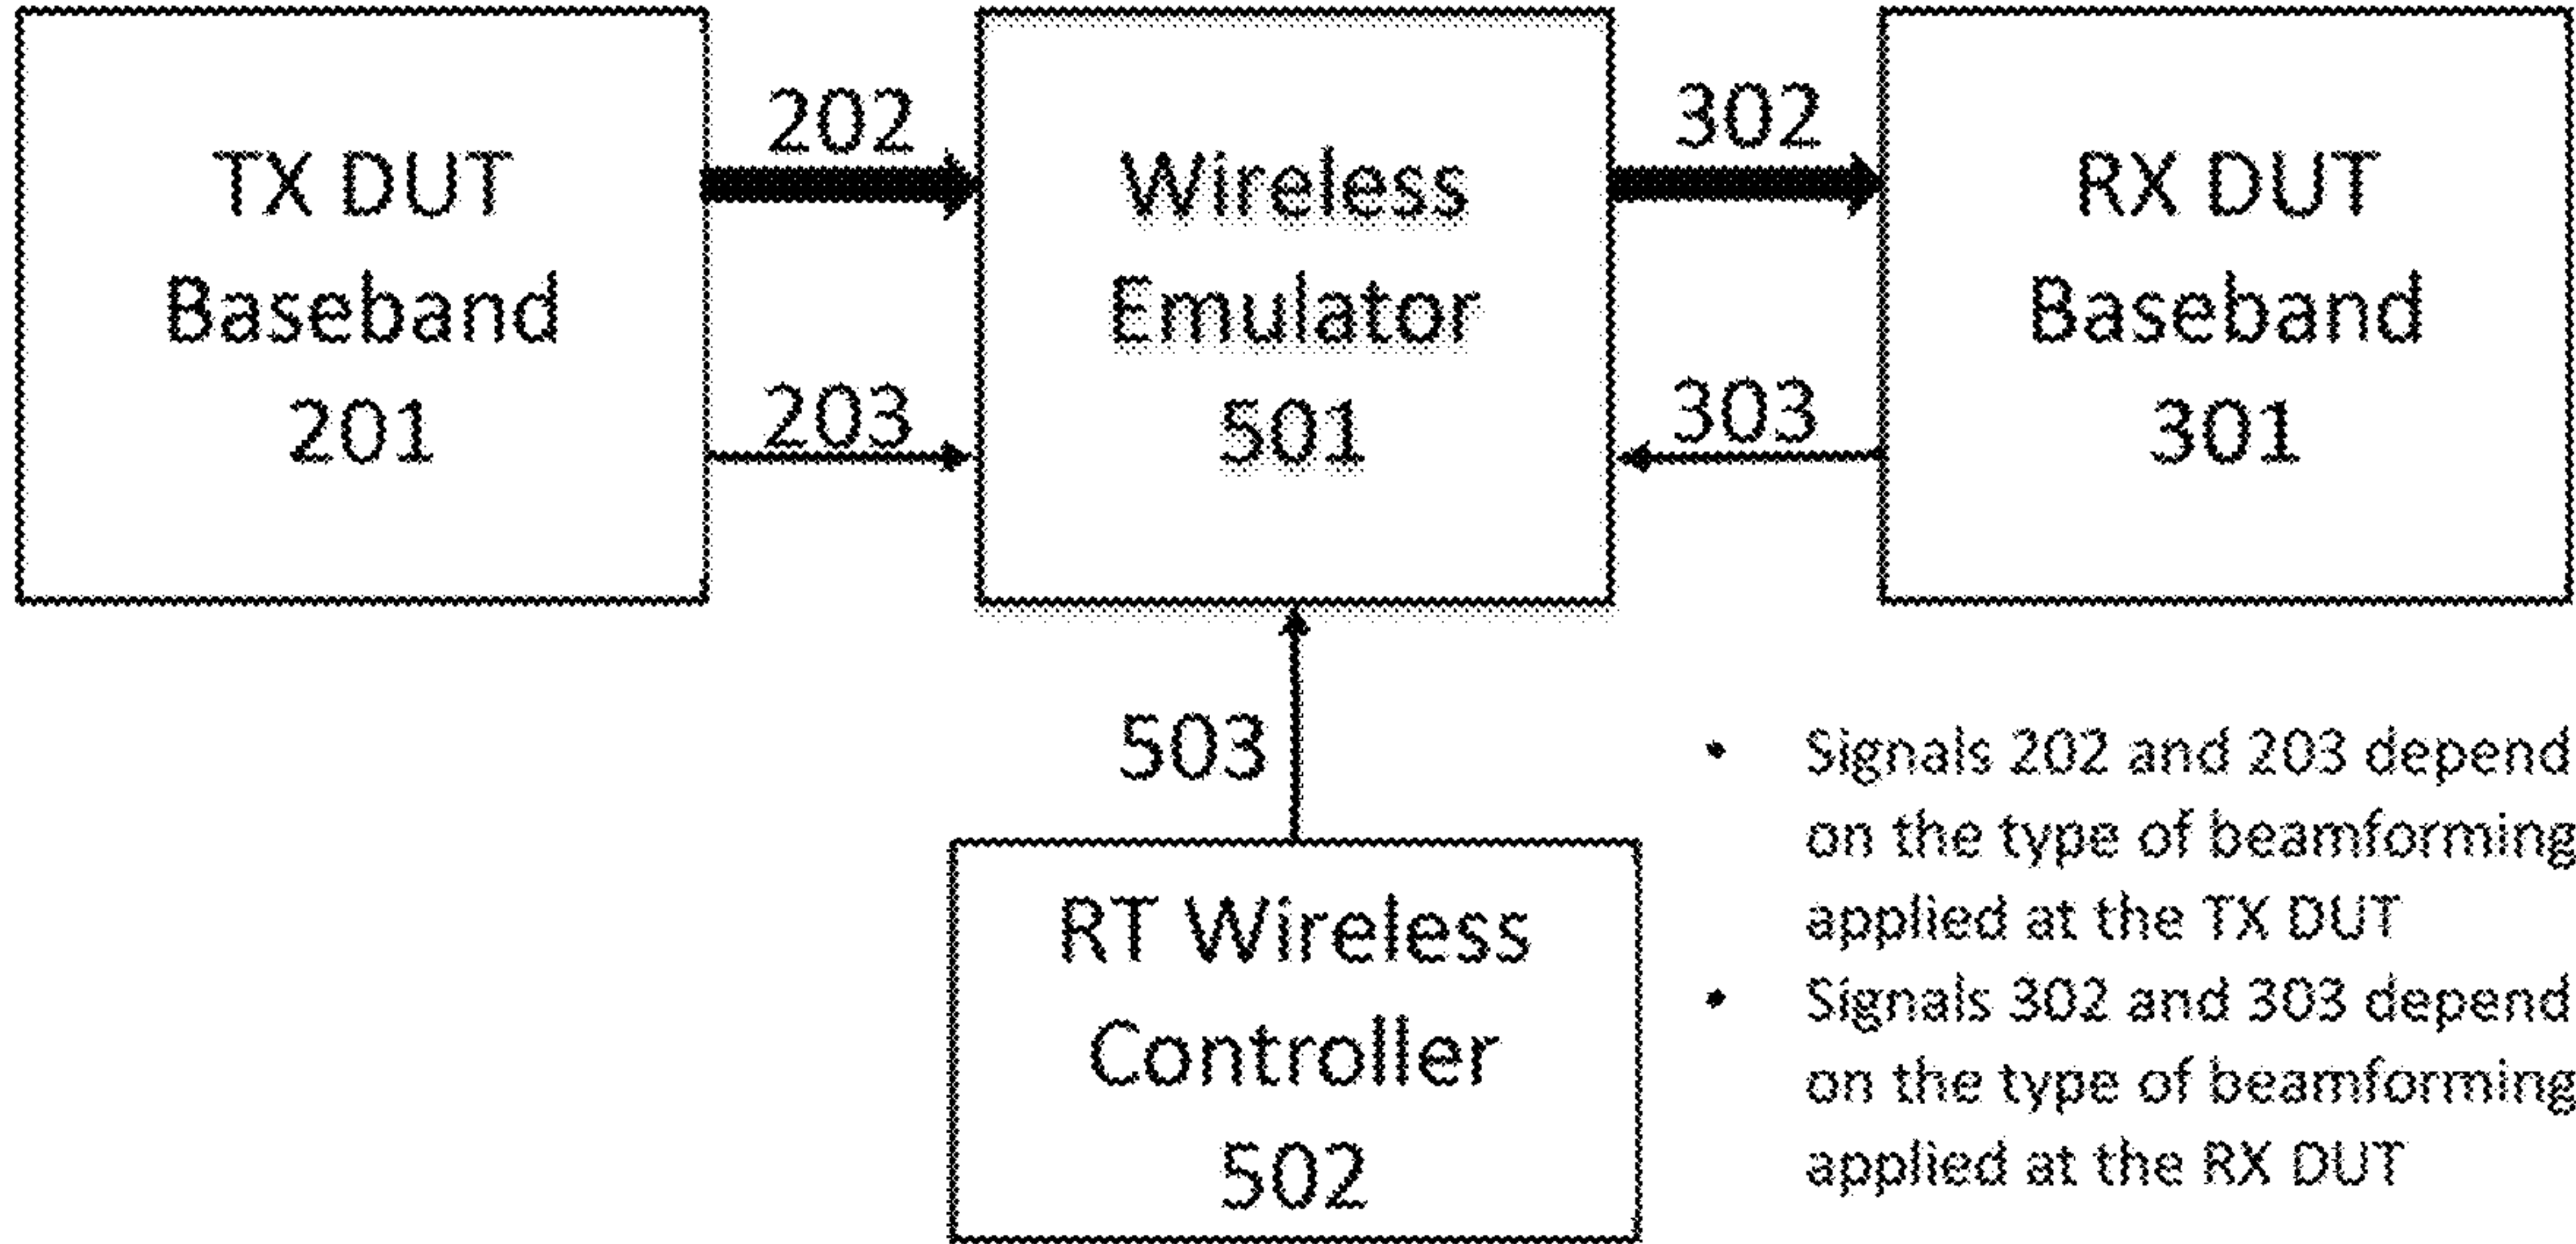 TX DUT
Baseband
201
202
203
Wireless
Emulator
501
302
303
RX DUT
Baseband
301
503
RT Wireless
Controller
502
• Signals 202 and 203 depend
on the type of beamforming
applied at the TX DUT
• Signals 302 and 303 depend
on the type of beamforming
applied at the RX DUT